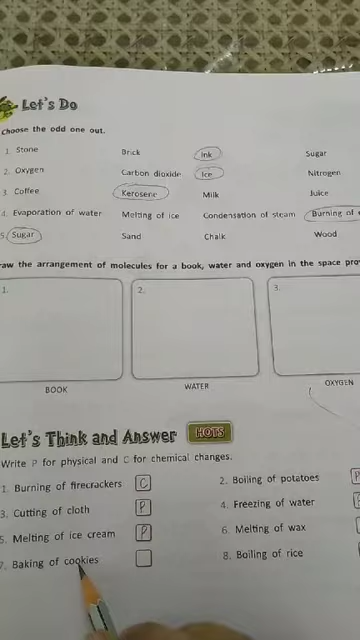 Let's Do
Choose the odd one out.
1. Stone Brick Ink Sugar
2. Oxygen Carbon dioxide Ice Nitrogen
3. Coffee Kerosene Milk Juice
4. Evaporation of water Melting of ice Condensation of steam Burning of
5. Sugar Sand Chalk Wood
raw the arrangement of molecules for a book, water and oxygen in the space pro
1. 2. 3.
BOOK WATER OXYGEN
Let's Think and Answer HOTS
Write P for physical and C for chemical changes.
1. Burning of firecrackers C 2. Boiling of potatoes P
3. Cutting of cloth P 4. Freezing of water
5. Melting of ice cream P 6. Melting of wax
7. Baking of cookies 8. Boiling of rice